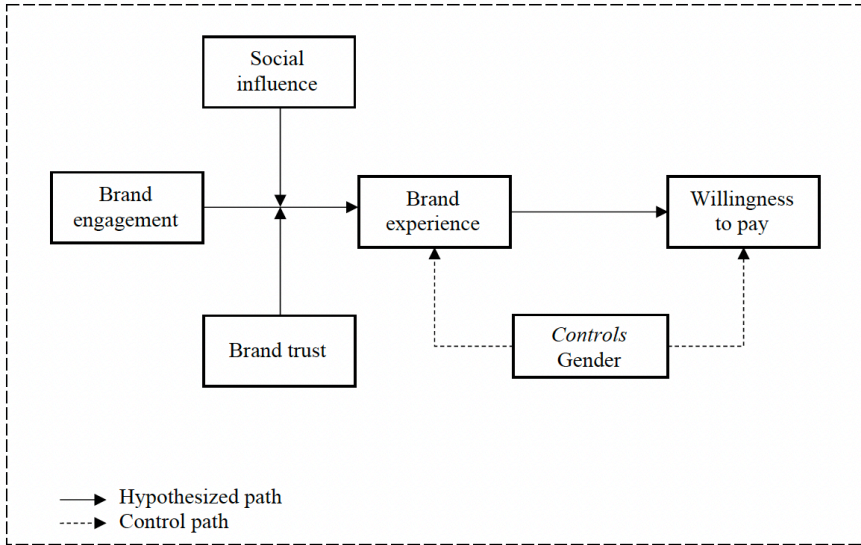 Social
influence
Brand
engagement
Brand
experience
Willingness
to pay
Brand trust
Controls
Gender
Hypothesized path
Control path